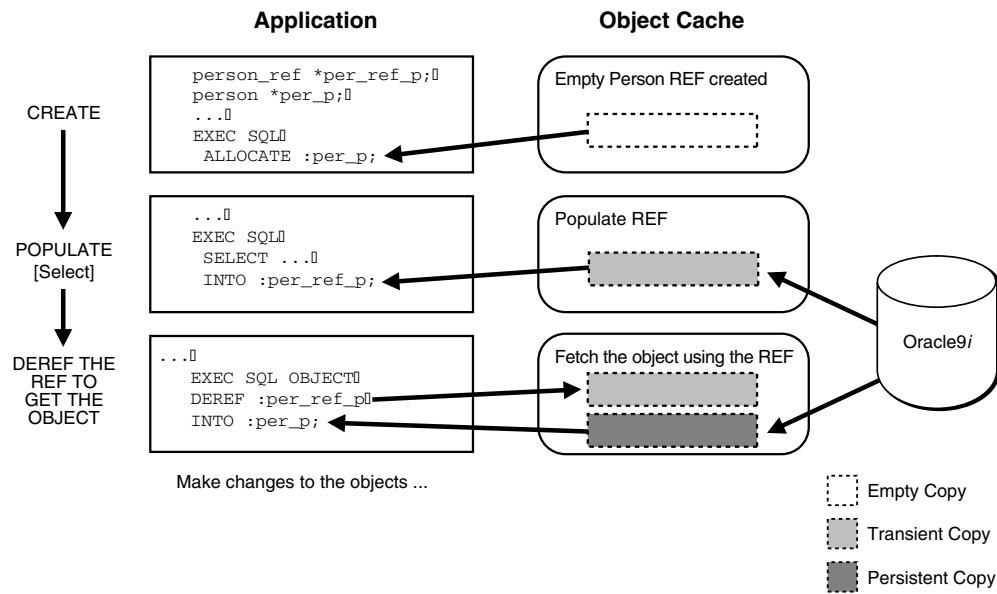 Application
Object Cache
CREATE
person_ref *per_ref_p;▯
person *per_p;▯
...▯
EXEC SQL▯
ALLOCATE :per_p;
Empty Person REF created
POPULATE
[Select]
...▯
EXEC SQL▯
SELECT ...▯
INTO :per_ref_p;
Populate REF
Oracle9i
DEREF THE
REF TO
GET THE
OBJECT
...▯
EXEC SQL OBJECT▯
DEREF :per_ref_p▯
INTO :per_p;
Fetch the object using the REF
Make changes to the objects ...
Empty Copy
Transient Copy
Persistent Copy